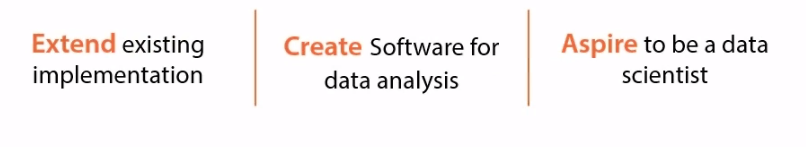 Extend existing
implementation
Create Software for
data analysis
Aspire to be a data
scientist